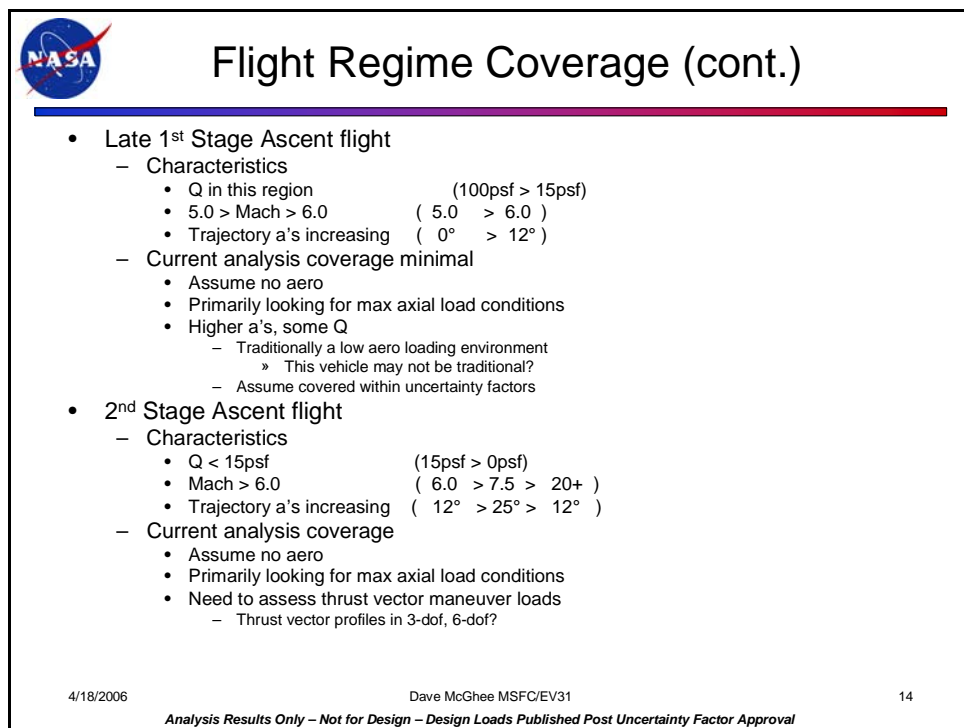 NASA
Flight Regime Coverage (cont.)
• Late 1st Stage Ascent flight
– Characteristics
• Q in this region (100psf > 15psf)
• 5.0 > Mach > 6.0 ( 5.0 > 6.0 )
• Trajectory a's increasing ( 0° > 12° )
– Current analysis coverage minimal
• Assume no aero
• Primarily looking for max axial load conditions
• Higher a's, some Q
– Traditionally a low aero loading environment
» This vehicle may not be traditional?
– Assume covered within uncertainty factors
• 2nd Stage Ascent flight
– Characteristics
• Q < 15psf (15psf > 0psf)
• Mach > 6.0 ( 6.0 > 7.5 > 20+ )
• Trajectory a's increasing ( 12° > 25° > 12° )
– Current analysis coverage
• Assume no aero
• Primarily looking for max axial load conditions
• Need to assess thrust vector maneuver loads
– Thrust vector profiles in 3-dof, 6-dof?
4/18/2006 Dave McGhee MSFC/EV31 14
Analysis Results Only – Not for Design – Design Loads Published Post Uncertainty Factor Approval